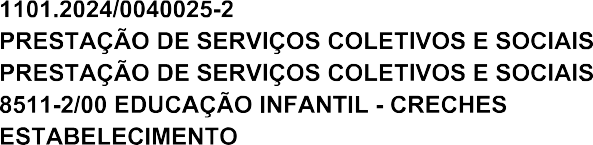 1101.2024/0040025-2
PRESTAÇÃO DE SERVIÇOS COLETIVOS E SOCIAIS
PRESTAÇÃO DE SERVIÇOS COLETIVOS E SOCIAIS
8511-2/00 EDUCAÇÃO INFANTIL - CRECHES
ESTABELECIMENTO